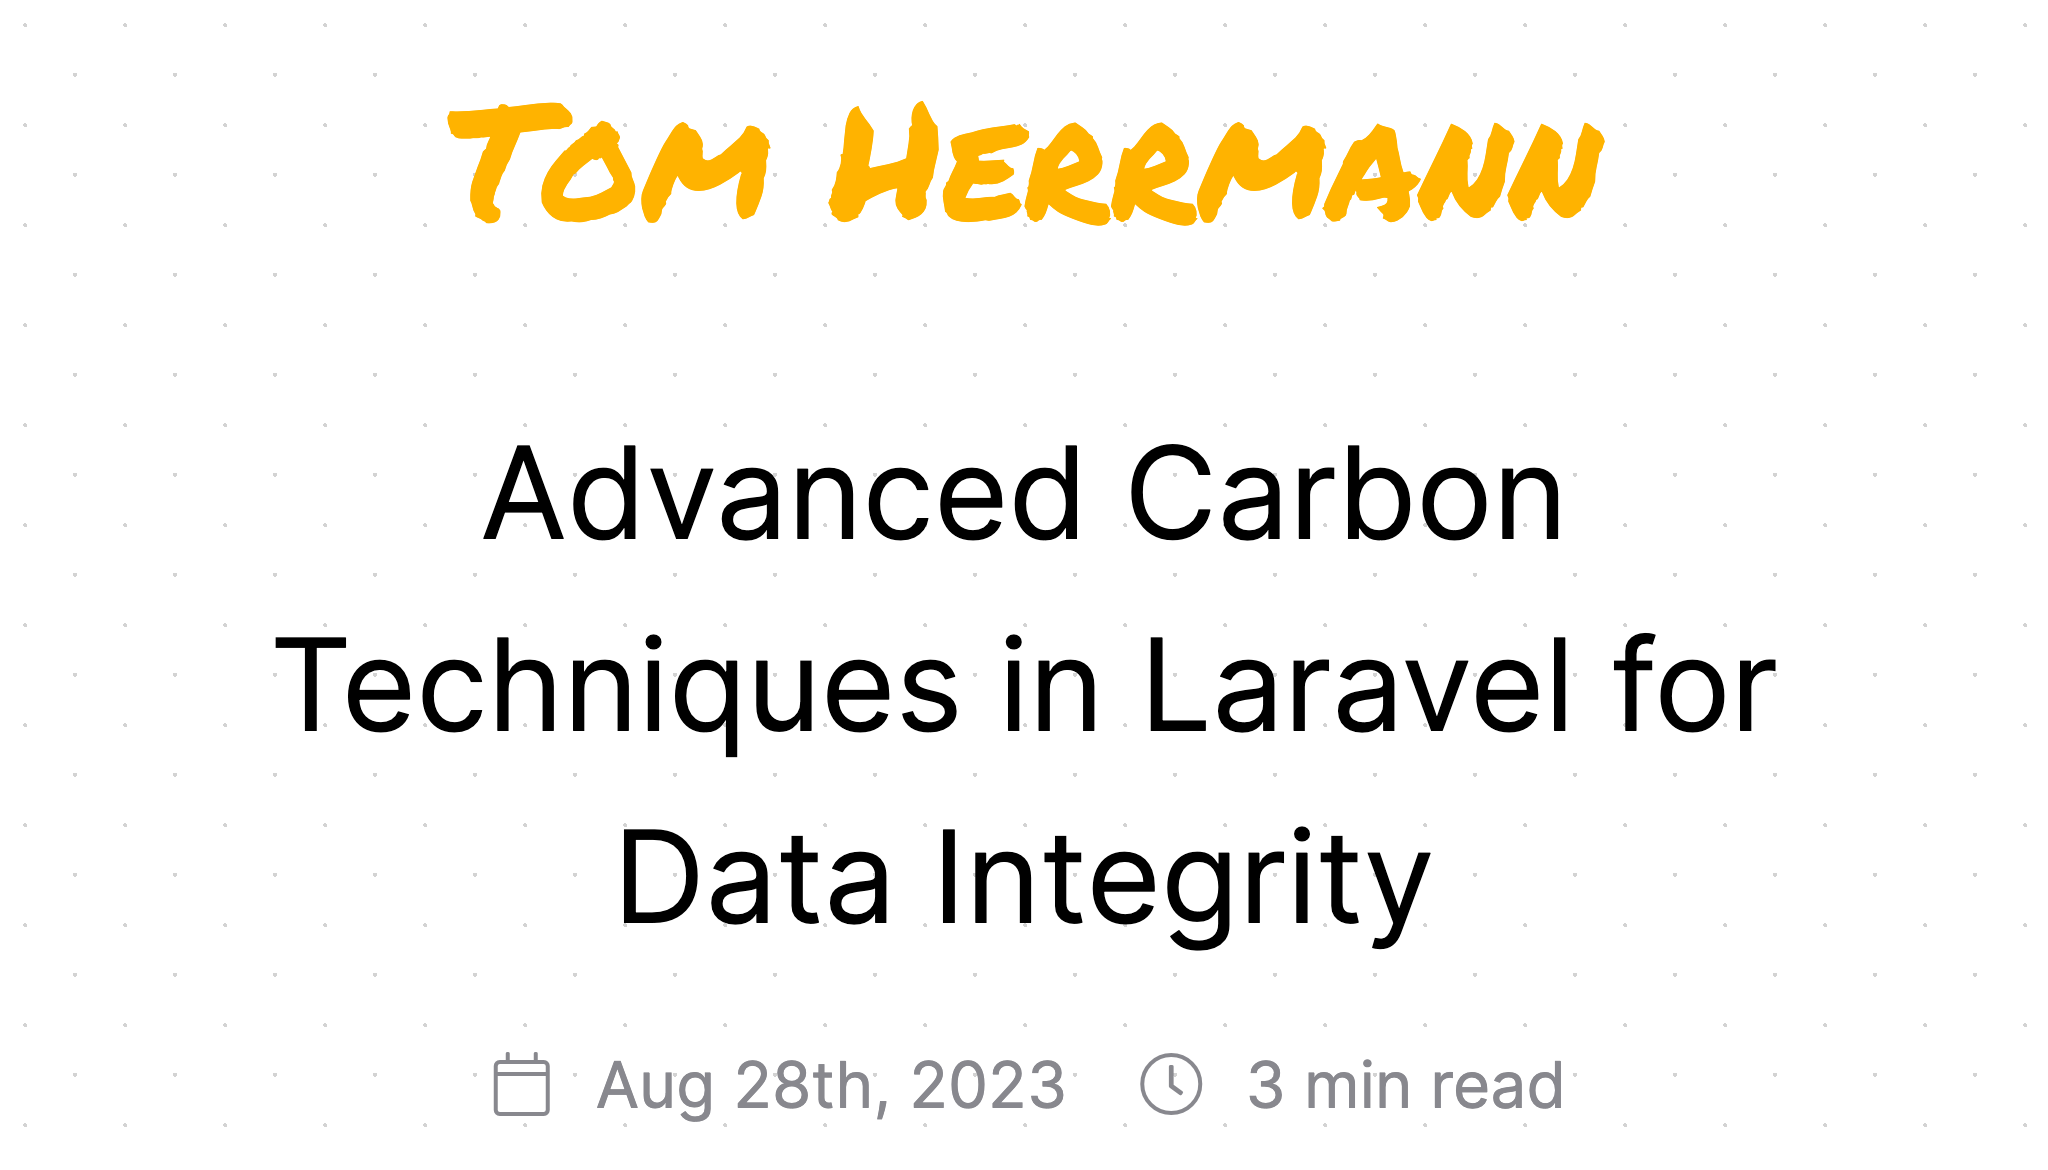 Tom Herrmann
Advanced Carbon
Techniques in Laravel for
Data Integrity
Aug 28th, 2023 3 min read